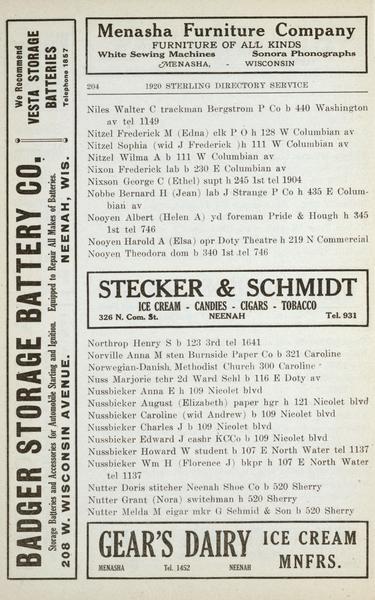 Menasha Furniture Company
FURNITURE OF ALL KINDS
White Sewing Machines Sonora Phonographs
MENASHA, - WISCONSIN
204 1920 STERLING DIRECTORY SERVICE
Niles Walter C trackman Bergstrom P Co b 440 Washington
av tel 1149
Nitzel Frederick M (Edna) clk P O h 128 W Columbian av
Nitzel Sophia (wid J Frederick )h 111 W Columbian av
Nitzel Wilma A b 111 W Columbian av
Nixon Frederick lab b 230 E Columbian av
Nixson George C (Ethel) supt h 245 1st tel 1904
Nobbe Bernard H (Jean) lab J Strange P Co h 435 E Colum-
bian av
Nooyen Albert (Helen A) yd foreman Pride & Hough h 345
1st tel 746
Nooyen Harold A (Elsa) opr Doty Theatre h 219 N Commercial
Nooyen Theodora dom b 340 1st tel 746
STECKER & SCHMIDT
ICE CREAM - CANDIES - CIGARS - TOBACCO
326 N. Com. St. NEENAH Tel. 931
Northrop Henry S b 123 3rd tel 1641
Norville Anna M sten Burnside Paper Co b 321 Caroline
Norwegian-Danish Methodist Church 300 Caroline
Nuss Marjorie tchr 2d Ward Schl b 116 E Doty av
Nussbicker Anna E h 109 Nicolet blvd
Nussbicker August (Elizabeth) paper hgr h 121 Nicolet blvd
Nussbicker Caroline (wid Andrew) b 109 Nicolet blvd
Nussbicker Charles J b 109 Nicolet blvd
Nussbicker Edward J cashr KCCo b 109 Nicolet blvd
Nussbicker Howard W student b 107 E North Water tel 1137
Nussbicker Wm H (Florence J) bkpr h 107 E North Water
tel 1137
Nutter Doris stitcher Neenah Shoe Co b 520 Sherry
Nutter Grant (Nora) switchman h 520 Sherry
Nutter Melda M cigar mkr G Schmid & Son b 520 Sherry
GEAR'S DAIRY ICE CREAM
MNFRS.
MENASHA Tel. 1452 NEENAH
We Recommend
VESTA STORAGE
BATTERIES
Telephone 1857
BADGER STORAGE BATTERY CO.
Storage Batteries and Accessories for Automobile Starting and Ignition. Equipped to Repair All Makes of Batteries.
208 W. WISCONSIN AVENUE. NEENAH, WIS.